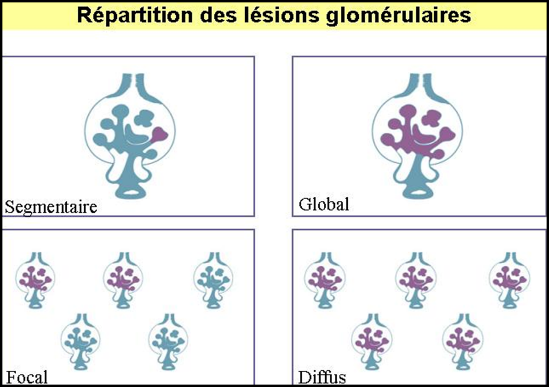 Répartition des lésions glomérulaires
Segmentaire
Global
Focal
Diffus